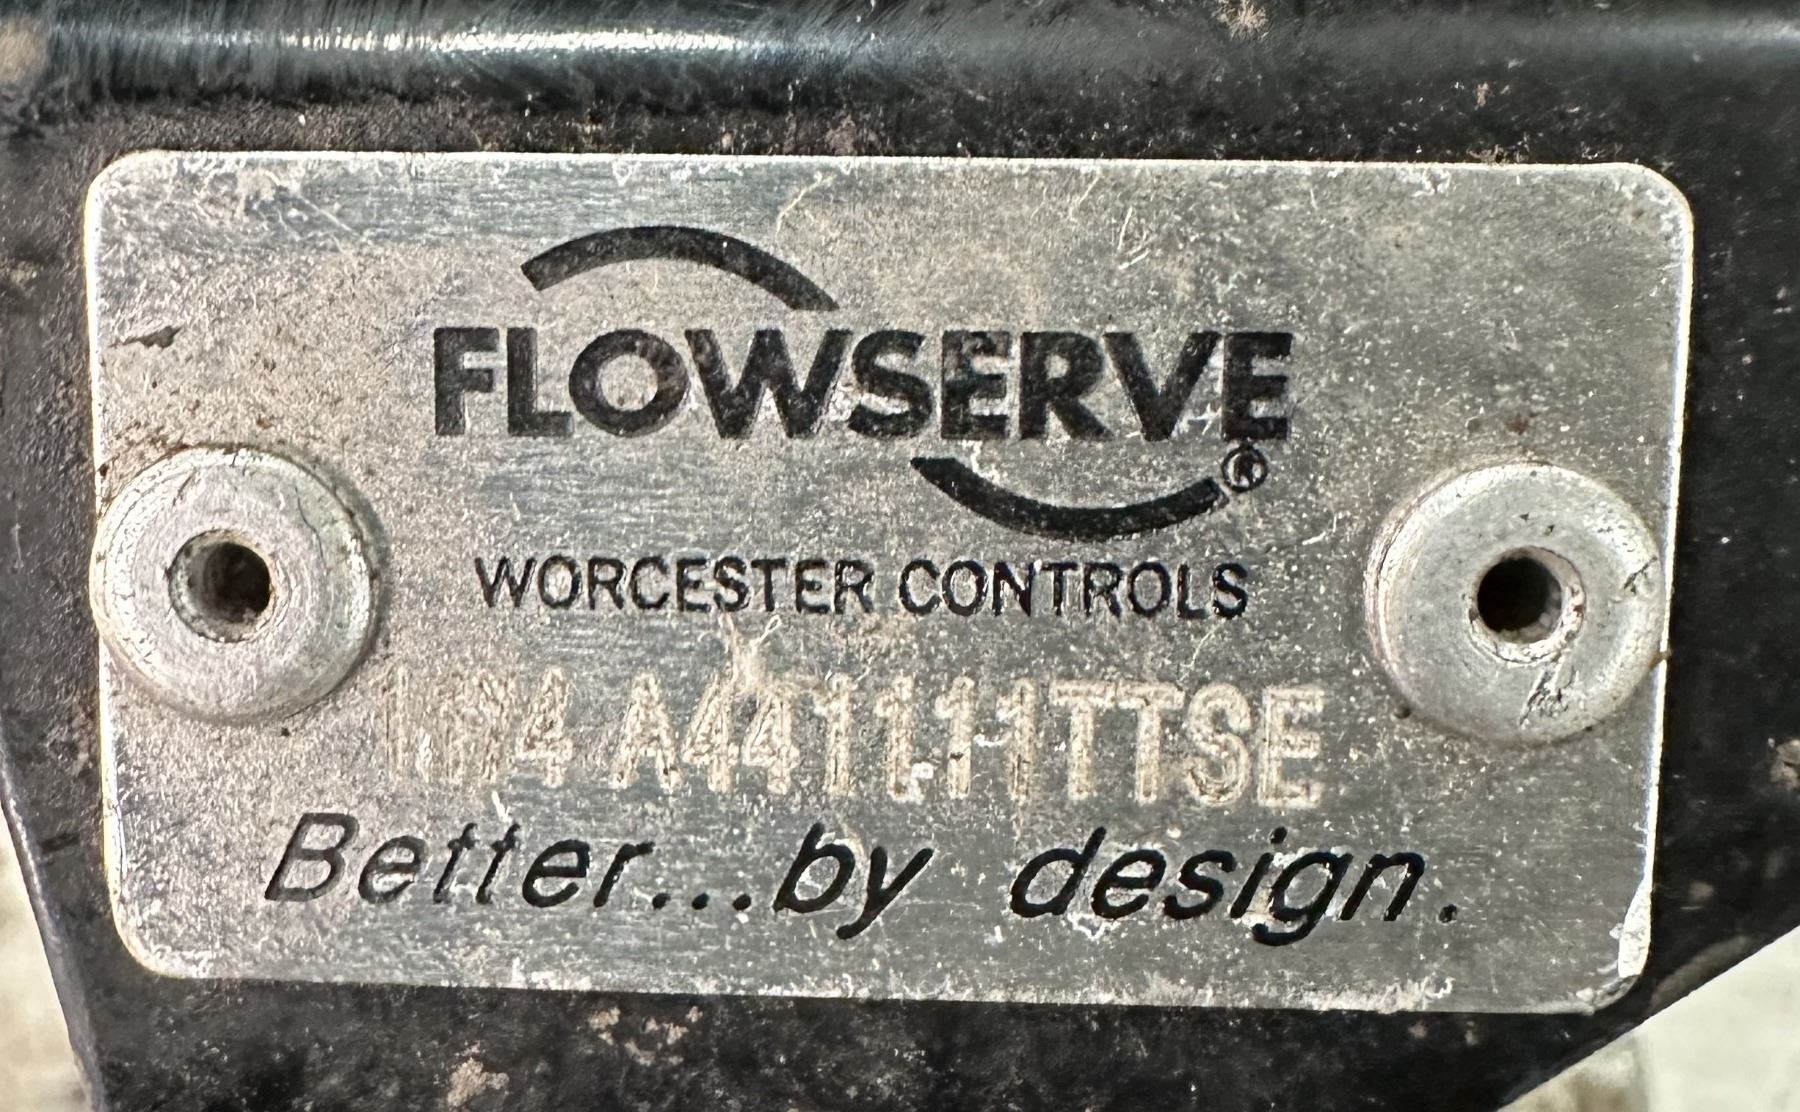 FLOWSERVE®
WORCESTER CONTROLS
A441111TTSE
Better...by design.